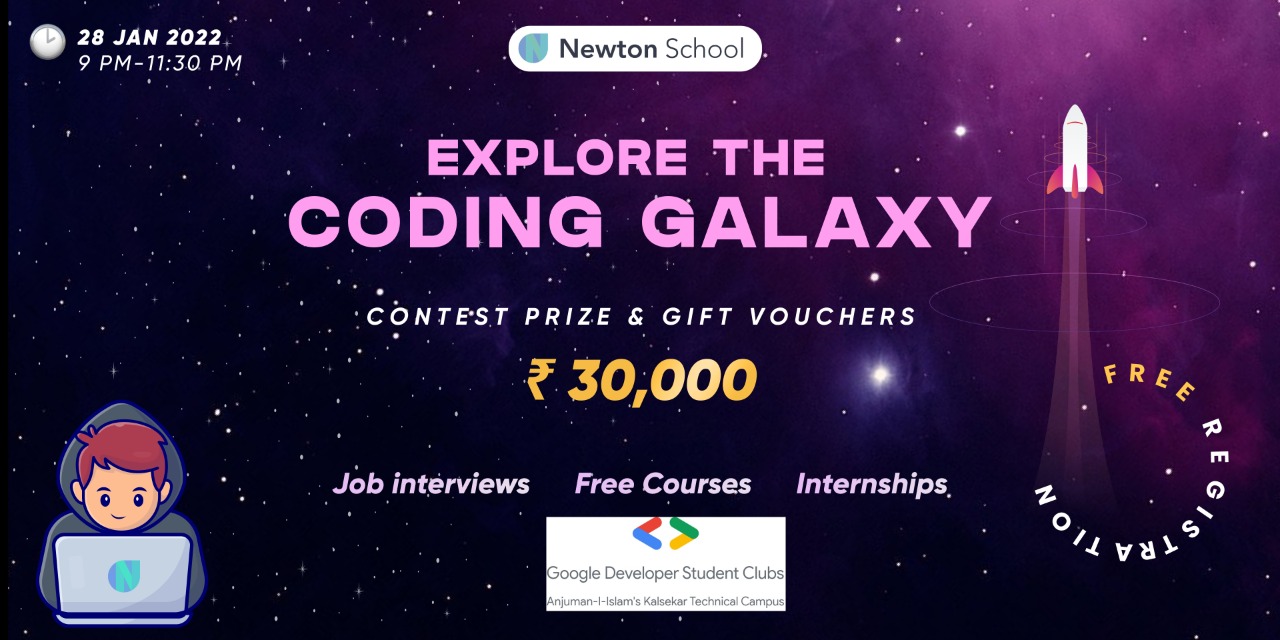 28 JAN 2022
9 PM-11:30 PM
Newton School
EXPLORE THE
CODING GALAXY
CONTEST PRIZE & GIFT VOUCHERS
₹ 30,000
FREE REGISTRATION
Job interviews Free Courses Internships
Google Developer Student Clubs
Anjuman-I-Islam's Kalsekar Technical Campus
N